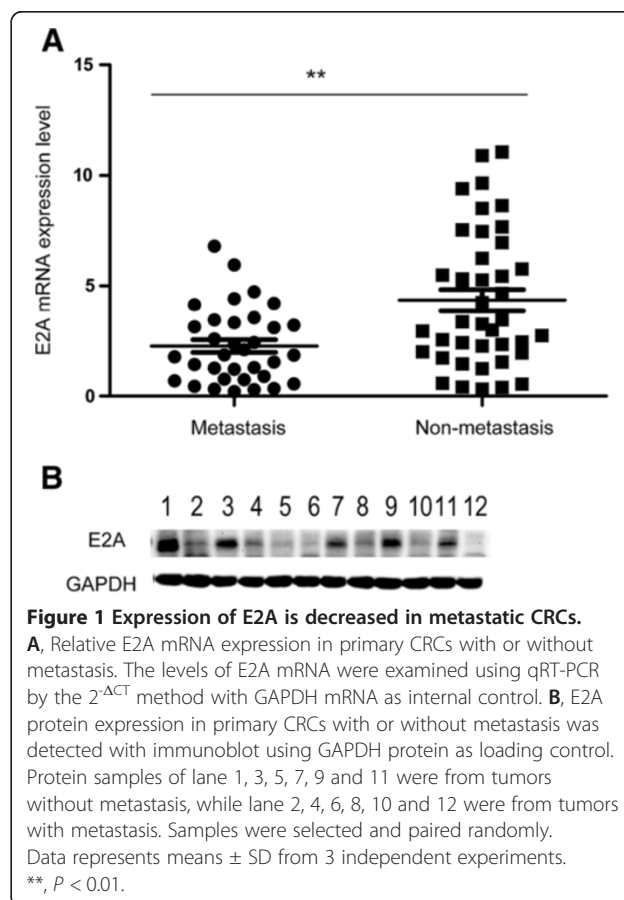 A
**
15
10
5
0
E2A mRNA expression level
Metastasis Non-metastasis
B
1 2 3 4 5 6 7 8 9 10 11 12
E2A
GAPDH
Figure 1 Expression of E2A is decreased in metastatic CRCs.
A, Relative E2A mRNA expression in primary CRCs with or without
metastasis. The levels of E2A mRNA were examined using qRT-PCR
by the 2^-ΔCT method with GAPDH mRNA as internal control. B, E2A
protein expression in primary CRCs with or without metastasis was
detected with immunoblot using GAPDH protein as loading control.
Protein samples of lane 1, 3, 5, 7, 9 and 11 were from tumors
without metastasis, while lane 2, 4, 6, 8, 10 and 12 were from tumors
with metastasis. Samples were selected and paired randomly.
Data represents means ± SD from 3 independent experiments.
**, P < 0.01.